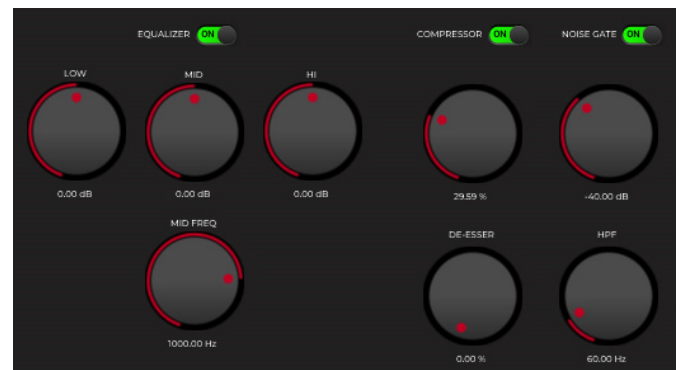 EQUALIZER ON
COMPRESSOR ON
NOISE GATE ON
LOW
MID
HI
0.00 dB
0.00 dB
0.00 dB
29.59 %
-40.00 dB
MID FREQ
DE-ESSER
HPF
1000.00 Hz
0.00 %
60.00 Hz